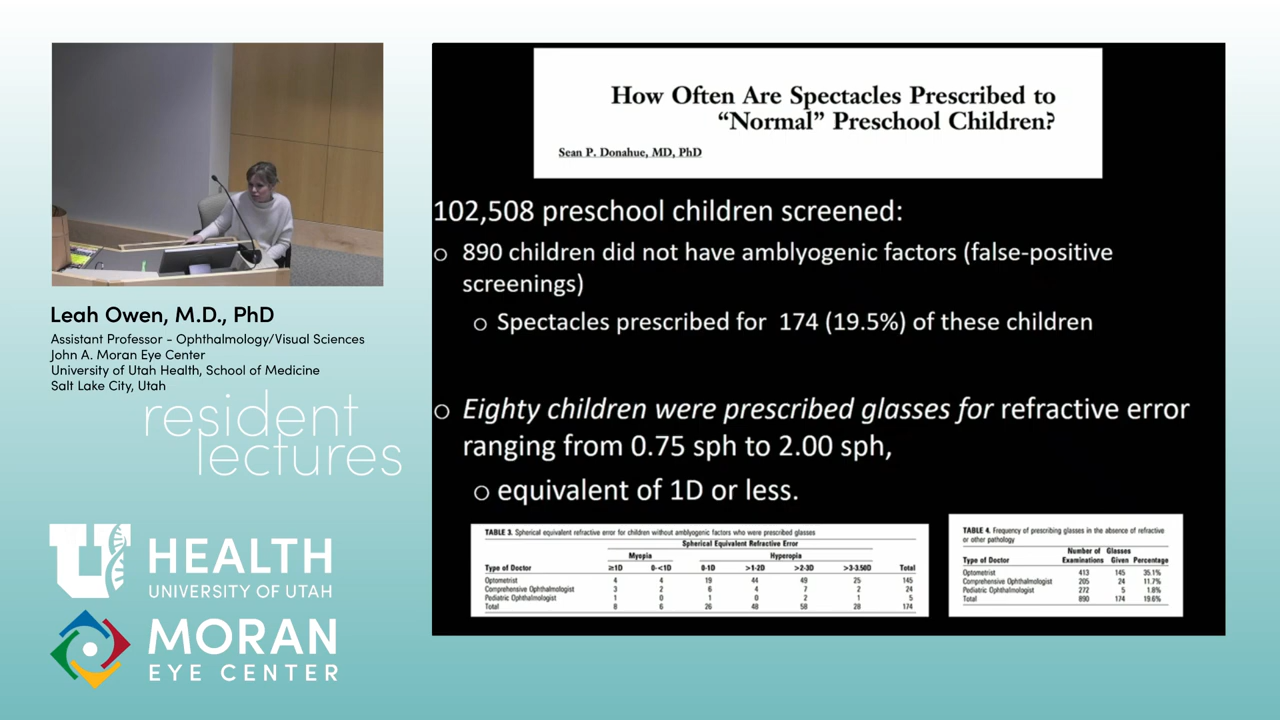 How Often Are Spectacles Prescribed to
“Normal” Preschool Children?
Sean P. Donahue, MD, PhD
102,508 preschool children screened:
o 890 children did not have amblyogenic factors (false-positive
screenings)
o Spectacles prescribed for 174 (19.5%) of these children
o Eighty children were prescribed glasses for refractive error
ranging from 0.75 sph to 2.00 sph,
o equivalent of 1D or less.
TABLE 3. Spherical equivalent refractive error for children without amblyogenic factors who were prescribed glasses
Spherical Equivalent Refractive Error
Myopia Hyperopia
Type of Doctor ≥1D 0-<1D 0-1D >1-2D >2-3D >3-3.50D Total
Optometrist 4 4 19 44 49 25 145
Comprehensive Ophthalmologist 3 2 6 4 7 2 24
Pediatric Ophthalmologist 1 0 1 0 2 1 5
Total 8 6 26 48 58 28 174
TABLE 4. Frequency of prescribing glasses in the absence of refractive
or other pathology
Number of Glasses
Type of Doctor Examinations Given Percentage
Optometrist 413 145 35.1%
Comprehensive Ophthalmologist 205 24 11.7%
Pediatric Ophthalmologist 272 5 1.8%
Total 890 174 19.6%
Leah Owen, M.D., PhD
Assistant Professor - Ophthalmology/Visual Sciences
John A. Moran Eye Center
University of Utah Health, School of Medicine
Salt Lake City, Utah
resident
lectures
U HEALTH
UNIVERSITY OF UTAH
MORAN
EYE CENTER